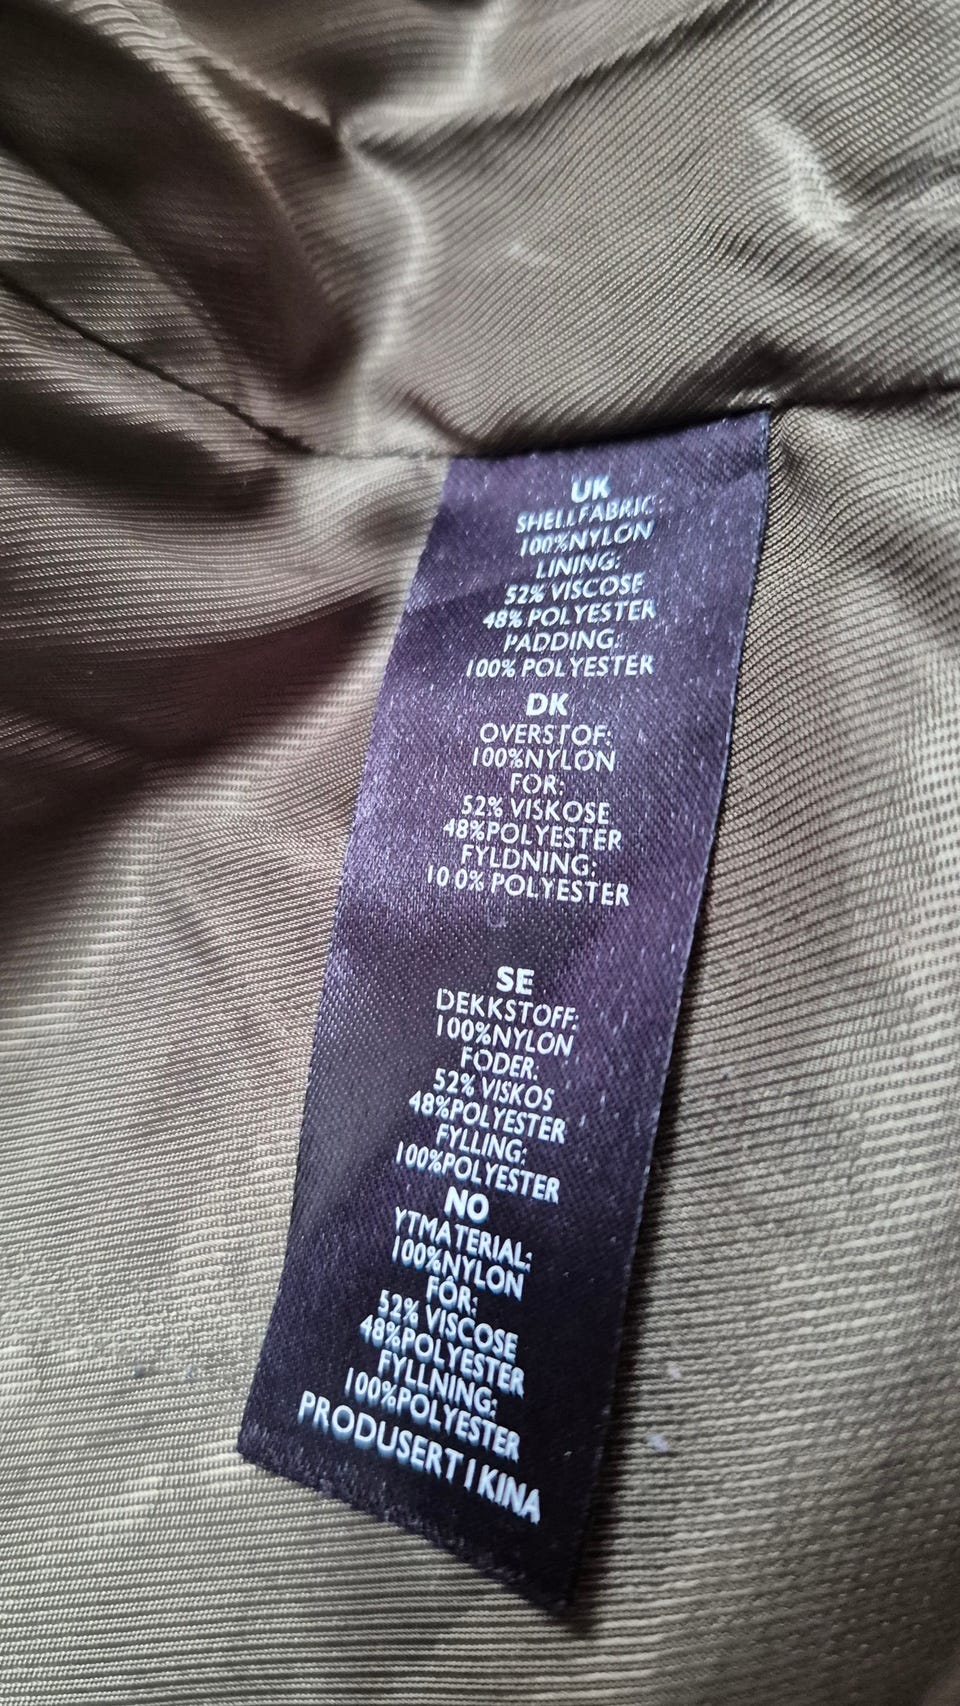 UK
SHELLFABRIC:
100%NYLON
LINING:
52% VISCOSE
48% POLYESTER
PADDING:
100% POLYESTER
DK
OVERSTOF:
100%NYLON
FOR:
52% VISKOSE
48%POLYESTER
FYLDNING:
100% POLYESTER
SE
DEKKSTOFF:
100%NYLON
FODER:
52% VISKOS
48%POLYESTER
FYLLING:
100%POLYESTER
NO
YTMATERIAL:
100%NYLON
FÔR:
52% VISCOSE
48%POLYESTER
FYLLNING:
100%POLYESTER
PRODUSERT I KINA